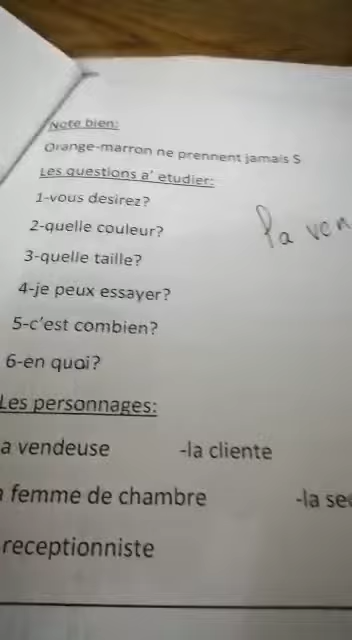 Note bien:
Orange-marron ne prennent jamais S
Les questions a' etudier:
1-vous desirez?
2-quelle couleur?
la ven
3-quelle taille?
4-je peux essayer?
5-c'est combien?
6-en quoi?
Les personnages:
a vendeuse -la cliente
femme de chambre -la se
receptionniste